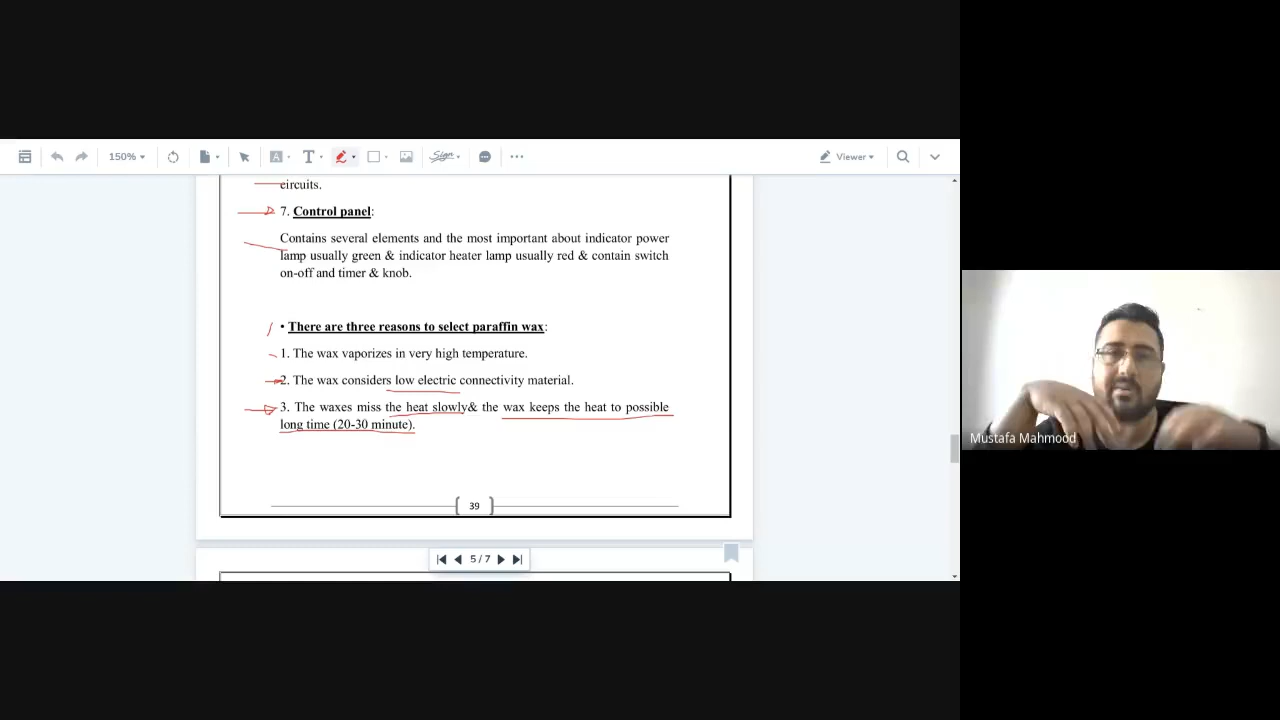 150%
T
Sign
Viewer
circuits.
7. Control panel:
Contains several elements and the most important about indicator power
lamp usually green & indicator heater lamp usually red & contain switch
on-off and timer & knob.
• There are three reasons to select paraffin wax:
1. The wax vaporizes in very high temperature.
2. The wax considers low electric connectivity material.
3. The waxes miss the heat slowly& the wax keeps the heat to possible
long time (20-30 minute).
39
5 / 7
Mustafa Mahmood